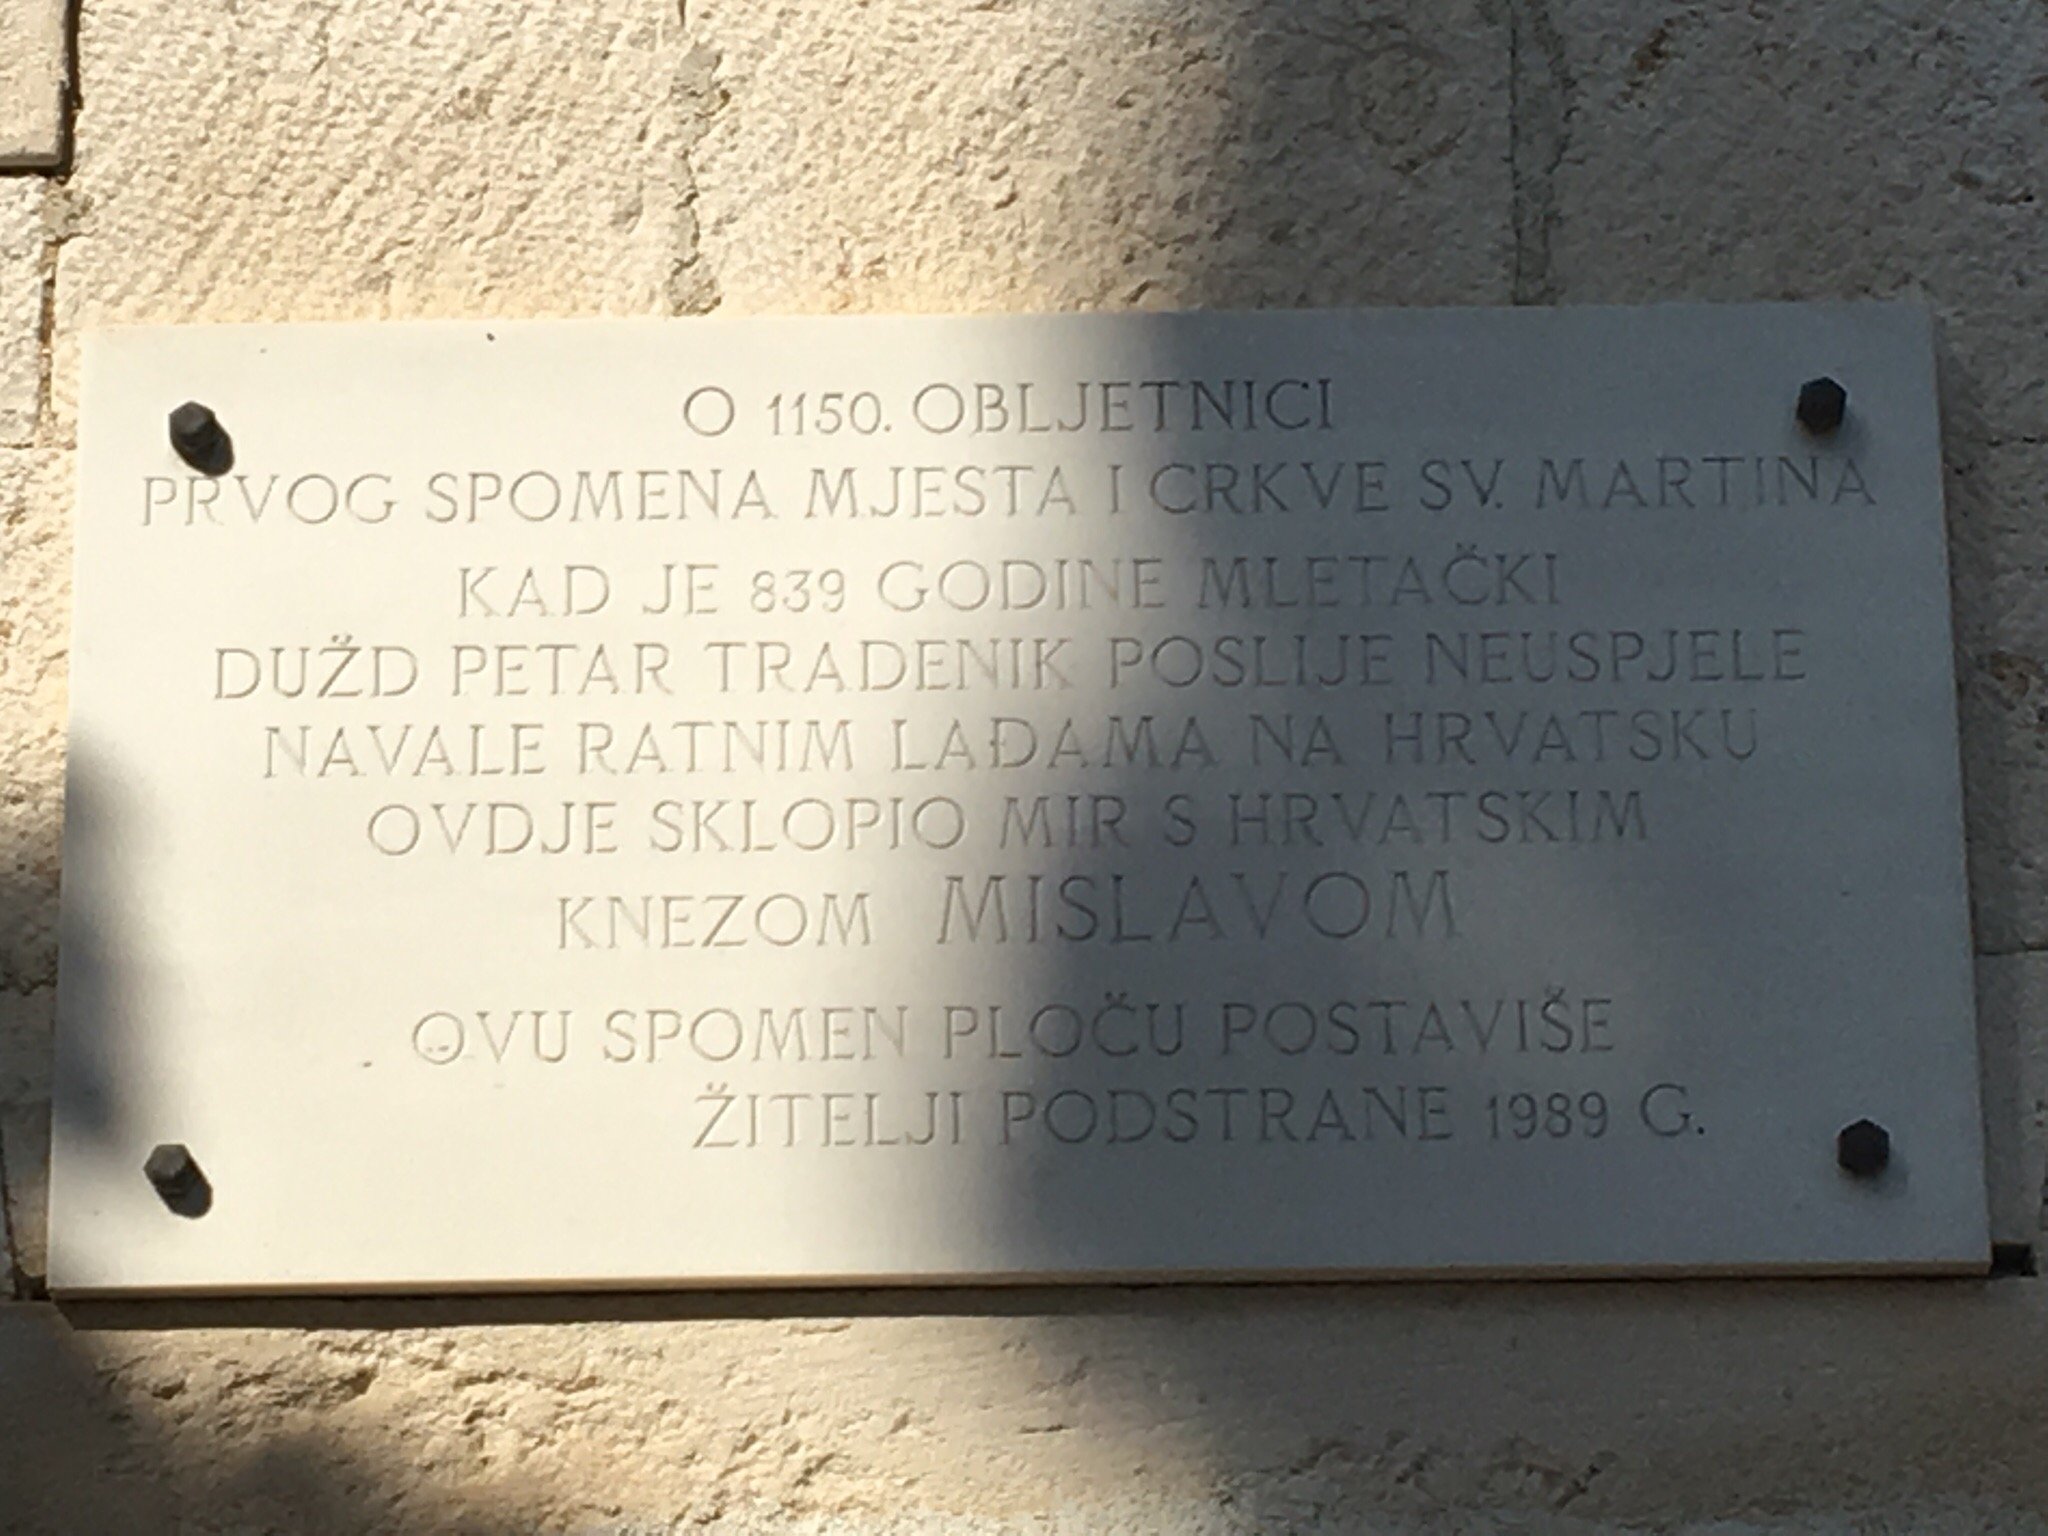 O 1150. OBLJETNICI
PRVOG SPOMENA MJESTA I CRKVE SV. MARTINA
KAD JE 839 GODINE MLETAČKI
DUŽD PETAR TRADENIK POSLIJE NEUSPJELE
NAVALE RATNIM LAĐAMA NA HRVATSKU
OVDJE SKLOPIO MIR S HRVATSKIM
KNEZOM MISLAVOM
OVU SPOMEN PLOČU POSTAVIŠE
ŽITELJI PODSTRANE 1989 G.